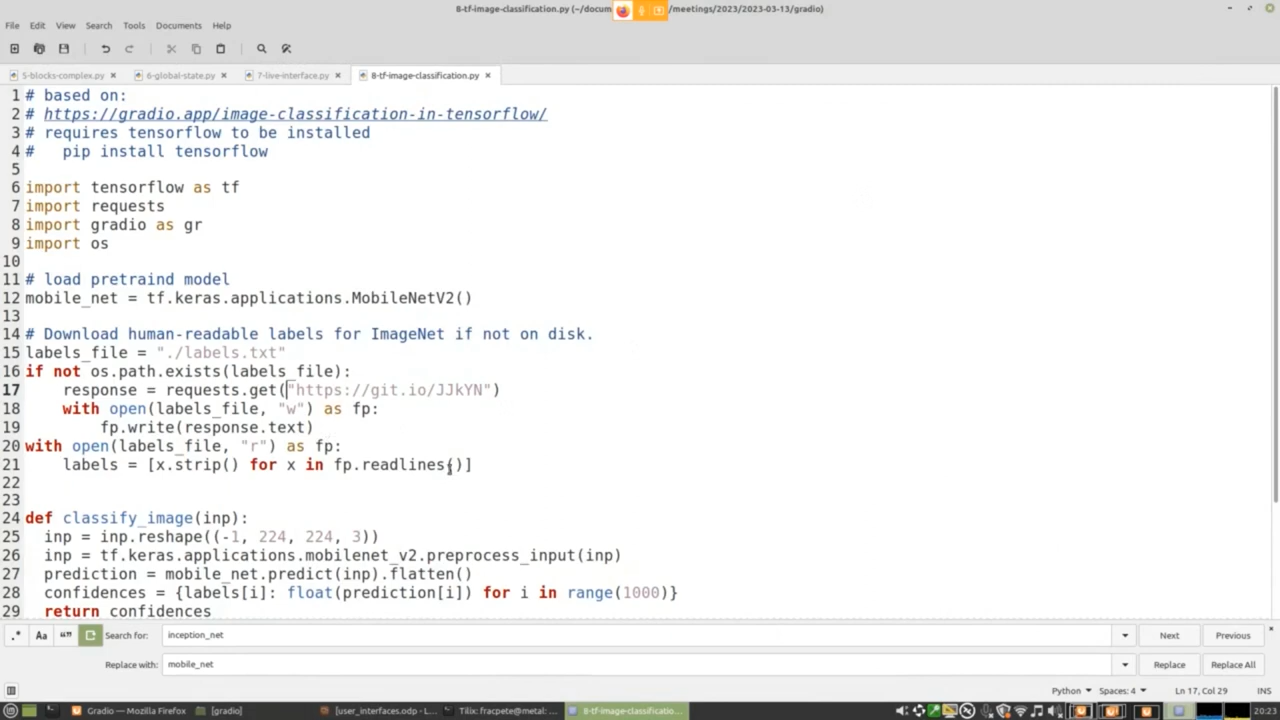 8-tf-image-classification.py (~/docum /meetings/2023/2023-03-13/gradio)
File Edit View Search Tools Documents Help
5-blocks-complex.py 6-global-state.py 7-live-interface.py 8-tf-image-classification.py
1 # based on:
2 # https://gradio.app/image-classification-in-tensorflow/
3 # requires tensorflow to be installed
4 #   pip install tensorflow
5
6 import tensorflow as tf
7 import requests
8 import gradio as gr
9 import os
10
11 # load pretraind model
12 mobile_net = tf.keras.applications.MobileNetV2()
13
14 # Download human-readable labels for ImageNet if not on disk.
15 labels_file = "./labels.txt"
16 if not os.path.exists(labels_file):
17     response = requests.get("https://git.io/JJkYN")
18     with open(labels_file, "w") as fp:
19         fp.write(response.text)
20 with open(labels_file, "r") as fp:
21     labels = [x.strip() for x in fp.readlines()]
22
23
24 def classify_image(inp):
25   inp = inp.reshape((-1, 224, 224, 3))
26   inp = tf.keras.applications.mobilenet_v2.preprocess_input(inp)
27   prediction = mobile_net.predict(inp).flatten()
28   confidences = {labels[i]: float(prediction[i]) for i in range(1000)}
29   return confidences
.* Aa “” Search for: inception_net Next Previous
Replace with: mobile_net Replace Replace All
Python Spaces: 4 Ln 17, Col 29 INS
Gradio — Mozilla Firefox [gradio] [user_interfaces.odp - L... Tilix: fracpete@metal: ... 8-tf-image-classificatio... 20:23